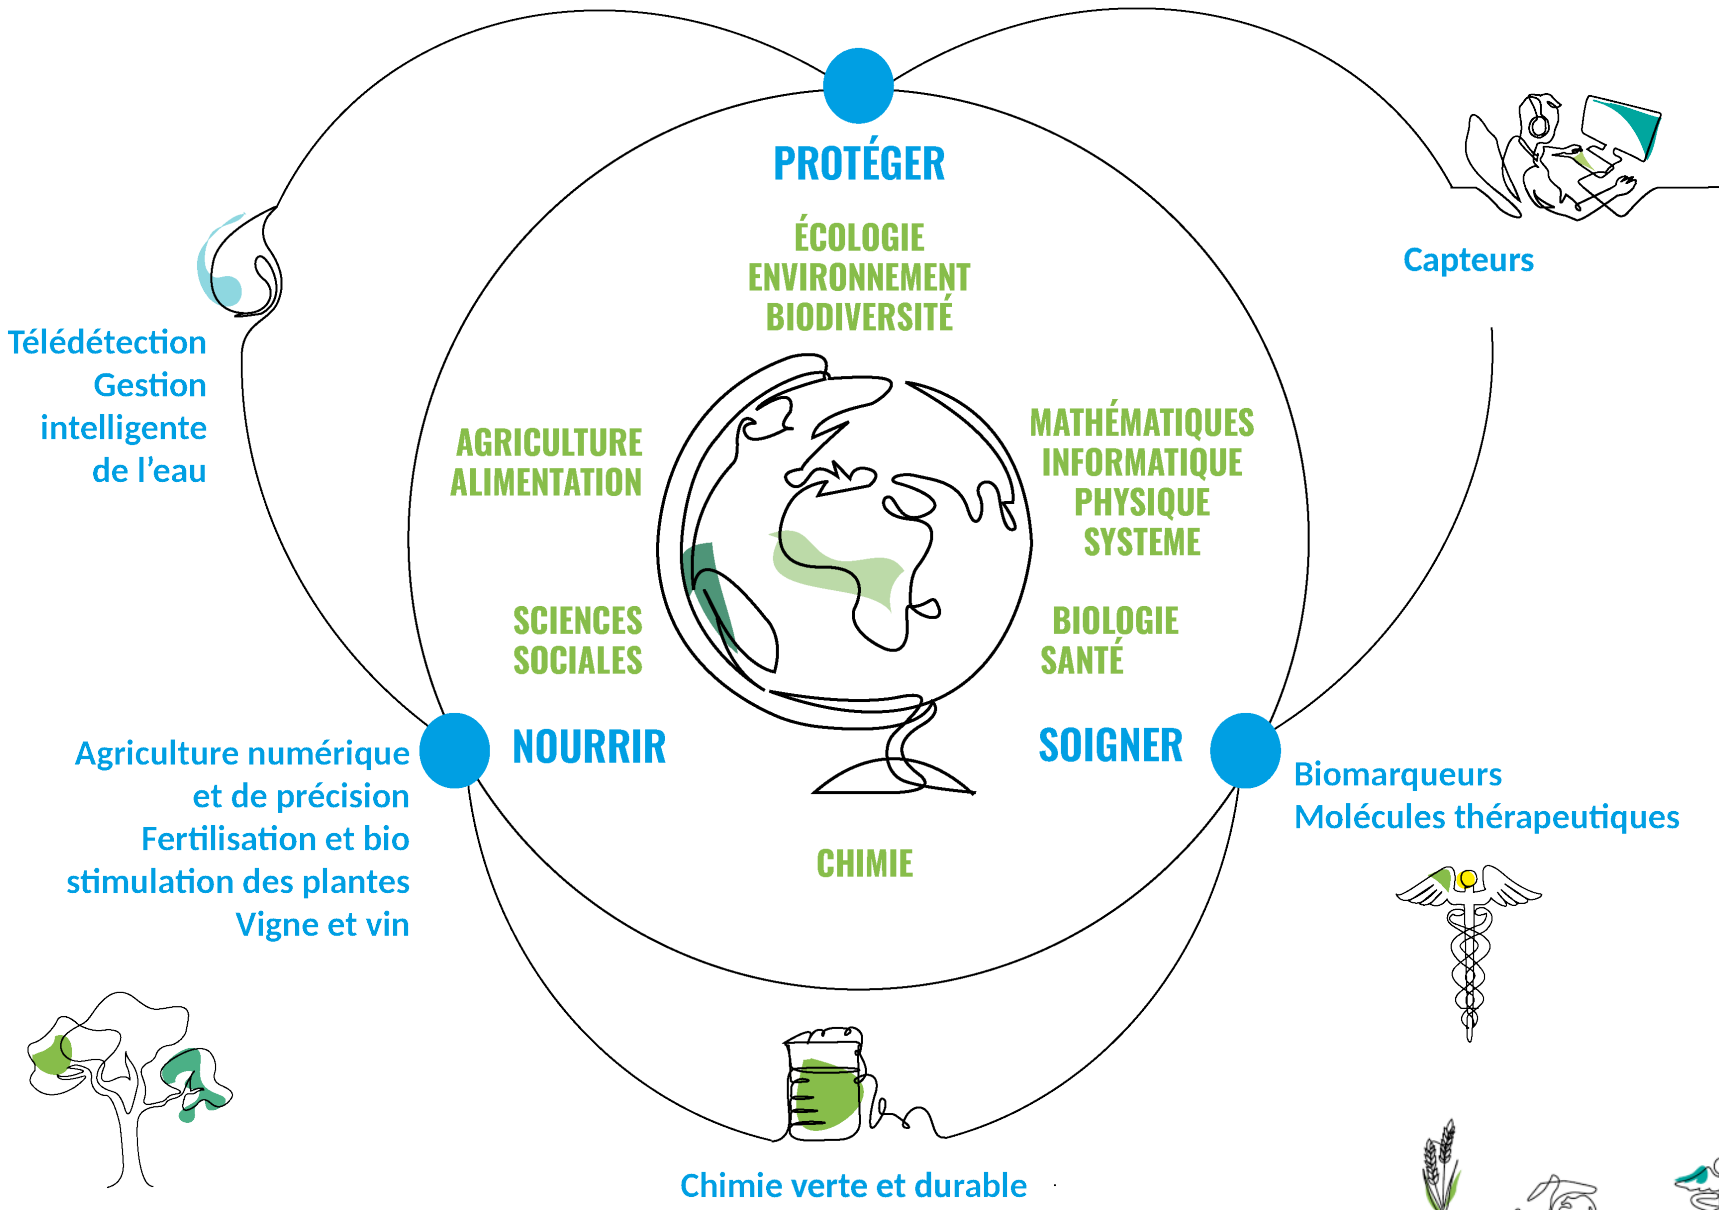 PROTÉGER
ÉCOLOGIE
ENVIRONNEMENT
BIODIVERSITÉ
Capteurs
Télédétection
Gestion
intelligente
de l'eau
AGRICULTURE
ALIMENTATION
MATHÉMATIQUES
INFORMATIQUE
PHYSIQUE
SYSTEME
SCIENCES
SOCIALES
BIOLOGIE
SANTÉ
NOURRIR
SOIGNER
Agriculture numérique
et de précision
Fertilisation et bio
stimulation des plantes
Vigne et vin
Biomarqueurs
Molécules thérapeutiques
CHIMIE
Chimie verte et durable